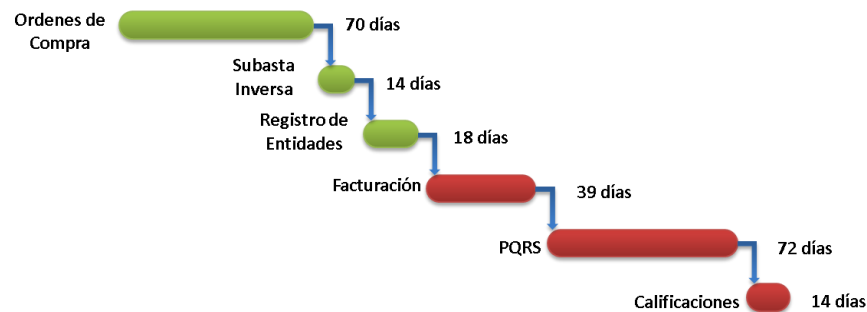 Ordenes de
Compra
70 días
Subasta
Inversa
14 días
Registro de
Entidades
18 días
Facturación
39 días
PQRS
72 días
Calificaciones
14 días